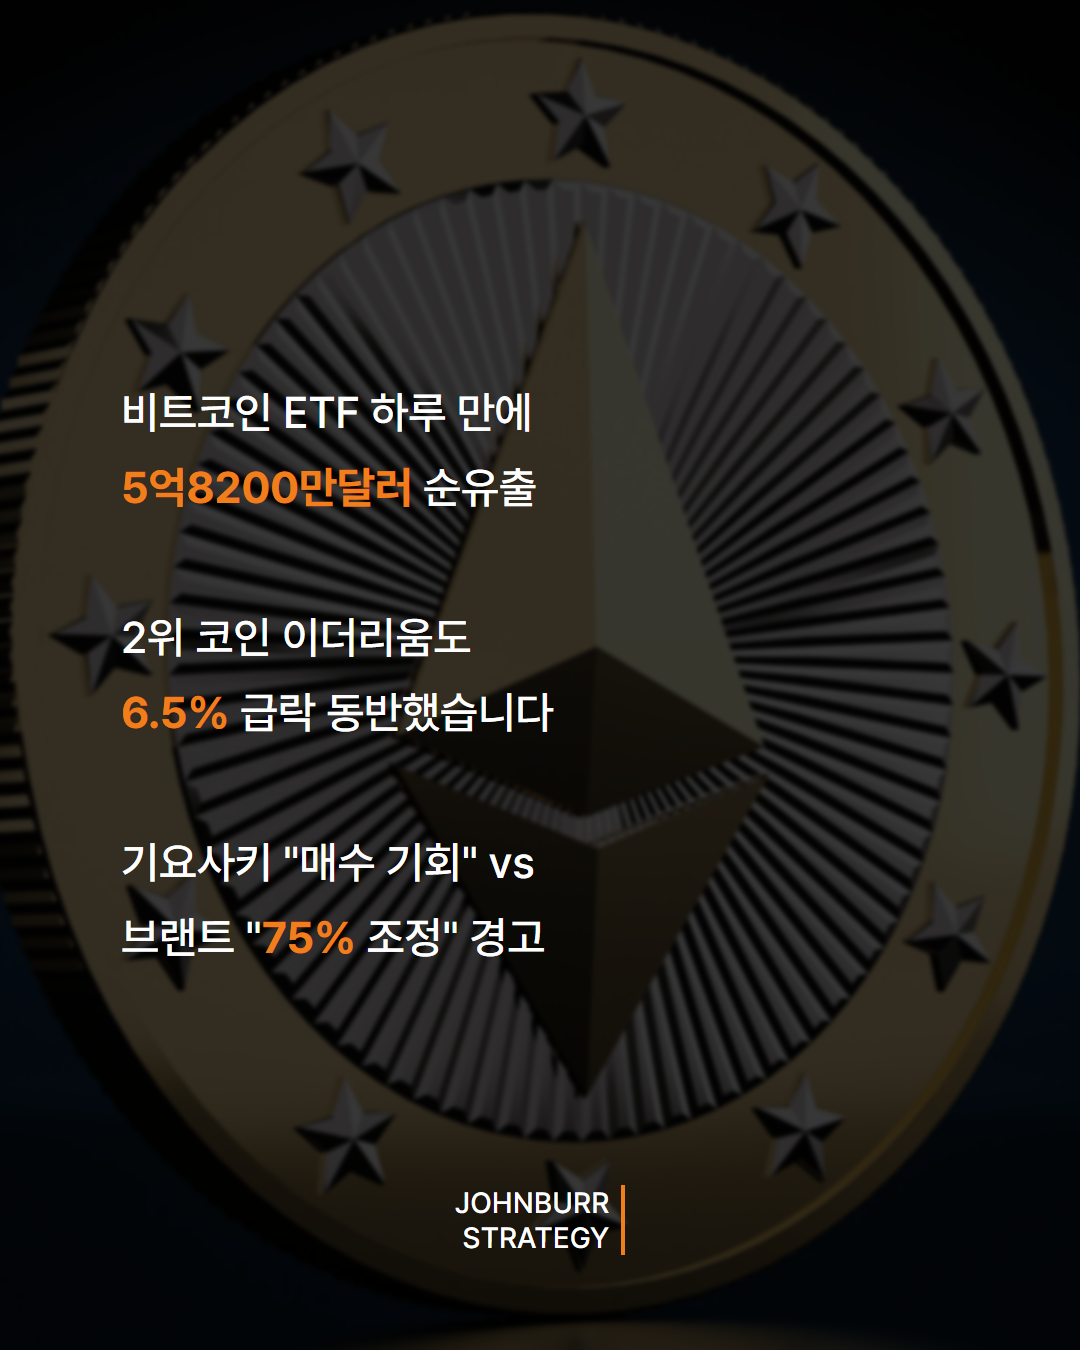 비트코인 ETF 하루 만에
5억8200만달러 순유출
2위 코인 이더리움도
6.5% 급락 동반했습니다
기요사키 "매수 기회" vs
브랜트 "75% 조정" 경고
JOHNBURR
STRATEGY